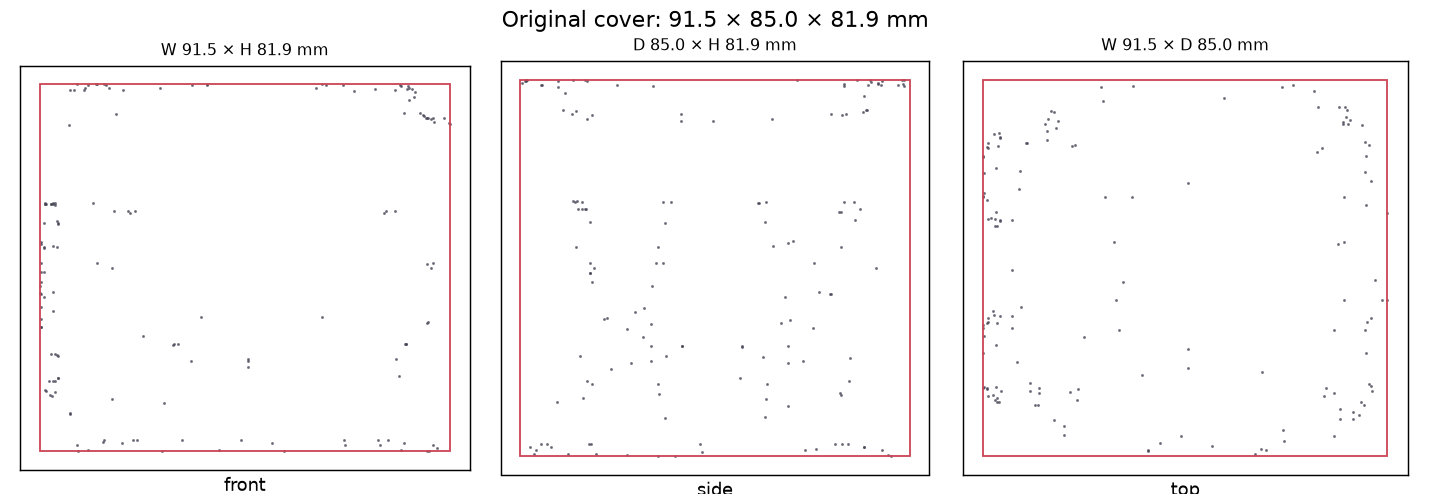 Original cover: 91.5 × 85.0 × 81.9 mm
W 91.5 × H 81.9 mm
D 85.0 × H 81.9 mm
W 91.5 × D 85.0 mm
front
side
top